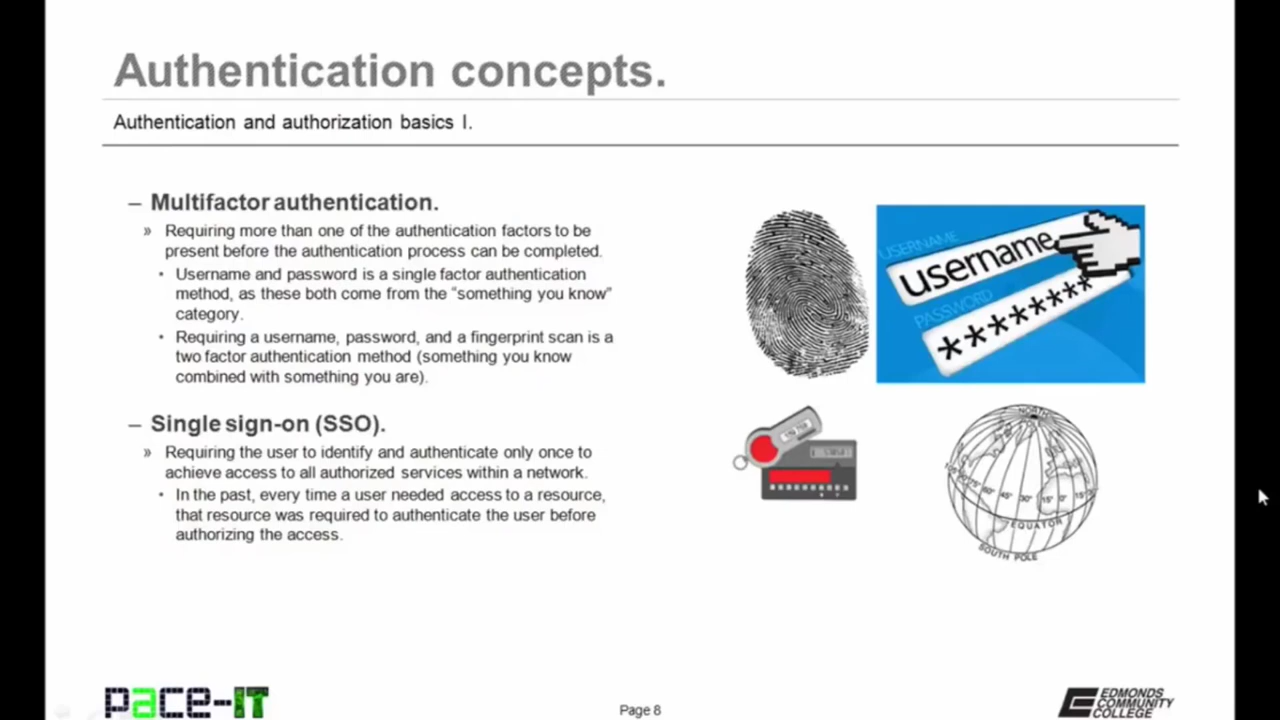 Authentication concepts.
Authentication and authorization basics I.
– Multifactor authentication.
» Requiring more than one of the authentication factors to be
present before the authentication process can be completed.
• Username and password is a single factor authentication
method, as these both come from the “something you know”
category.
• Requiring a username, password, and a fingerprint scan is a
two factor authentication method (something you know
combined with something you are).
– Single sign-on (SSO).
» Requiring the user to identify and authenticate only once to
achieve access to all authorized services within a network.
• In the past, every time a user needed access to a resource,
that resource was required to authenticate the user before
authorizing the access.
USERNAME
username
PASSWORD
*******
NORTH
45°
30°
15°
0°
15°
EQUATOR
SOUTH POLE
pace-IT
Page 8
EDMONDS
COMMUNITY
COLLEGE